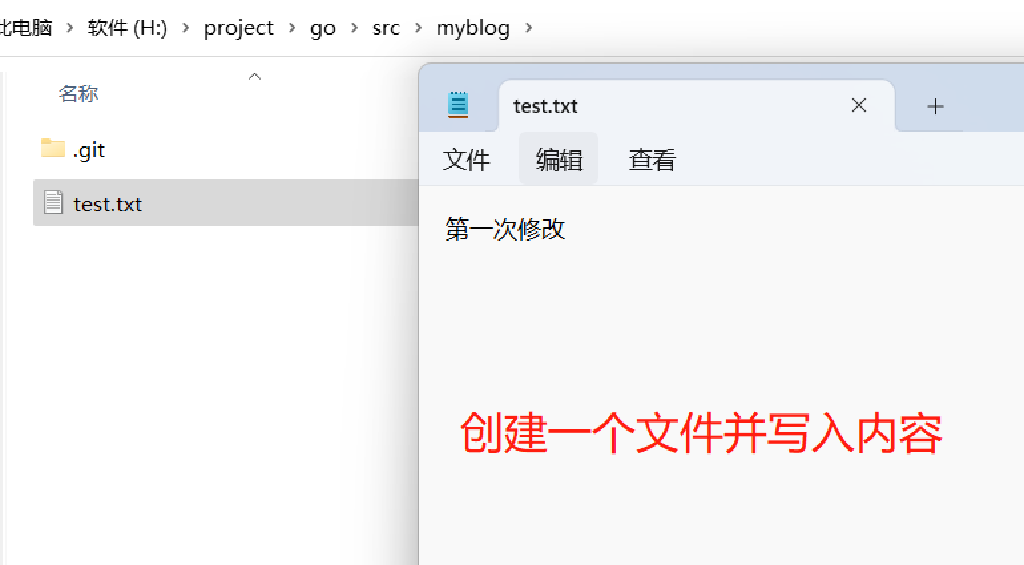 此电脑 > 软件 (H:) > project > go > src > myblog >
名称
.git
test.txt
test.txt
文件 编辑 查看
第一次修改
创建一个文件并写入内容